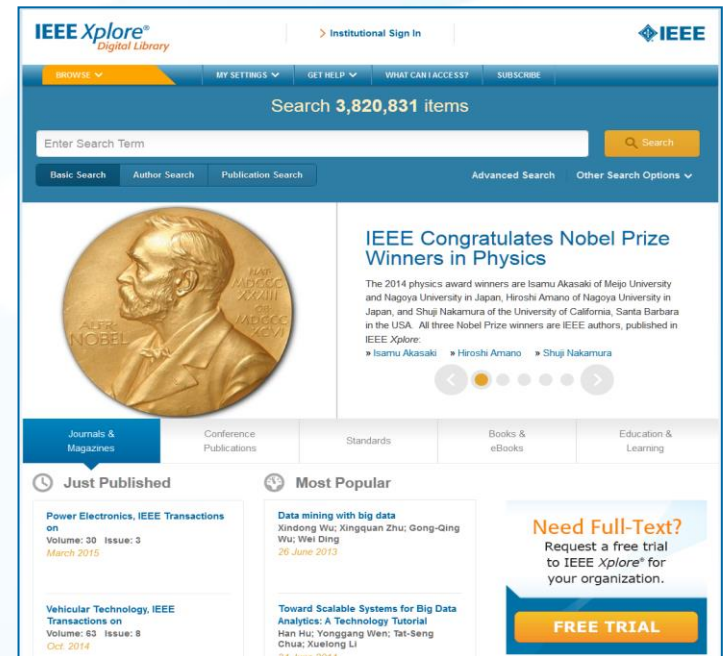 IEEE Xplore®
Digital Library
> Institutional Sign In
IEEE
BROWSE
MY SETTINGS
GET HELP
WHAT CAN I ACCESS?
SUBSCRIBE
Search 3,820,831 items
Enter Search Term
Search
Basic Search
Author Search
Publication Search
Advanced Search
Other Search Options
ALFR·
NOBEL
NAT·
MDCCC
XXXIII
OB·
MDCCC
XCVI
IEEE Congratulates Nobel Prize
Winners in Physics
The 2014 physics award winners are Isamu Akasaki of Meijo University
and Nagoya University in Japan, Hiroshi Amano of Nagoya University in
Japan, and Shuji Nakamura of the University of California, Santa Barbara
in the USA. All three Nobel Prize winners are IEEE authors, published in
IEEE Xplore:
» Isamu Akasaki » Hiroshi Amano » Shuji Nakamura
Journals &
Magazines
Conference
Publications
Standards
Books &
eBooks
Education &
Learning
Just Published
Power Electronics, IEEE Transactions
on
Volume: 30 Issue: 3
March 2015
Vehicular Technology, IEEE
Transactions on
Volume: 63 Issue: 8
Oct. 2014
Most Popular
Data mining with big data
Xindong Wu; Xingquan Zhu; Gong-Qing
Wu; Wei Ding
26 June 2013
Toward Scalable Systems for Big Data
Analytics: A Technology Tutorial
Han Hu; Yonggang Wen; Tat-Seng
Chua; Xuelong Li
Need Full-Text?
Request a free trial
to IEEE Xplore® for
your organization.
FREE TRIAL